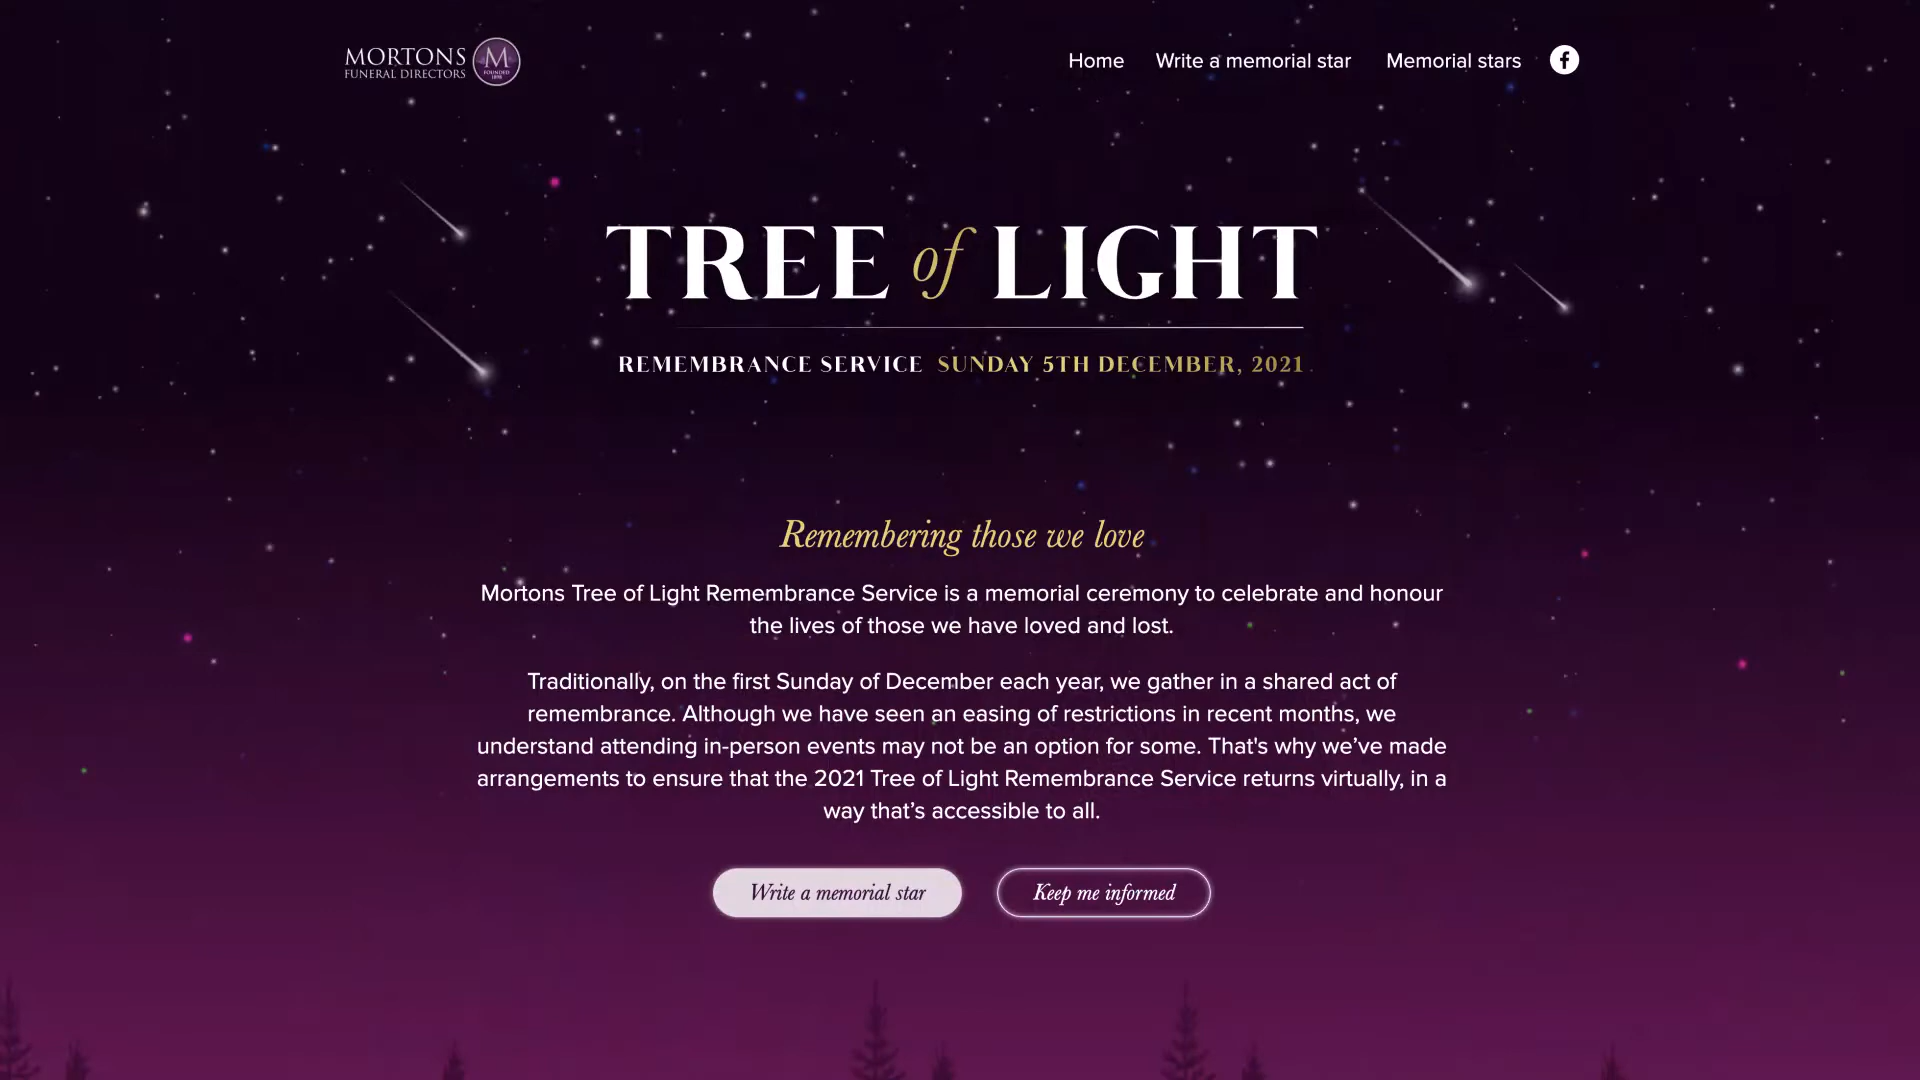 MORTONS
FUNERAL DIRECTORS
M
FOUNDED
1898
Home
Write a memorial star
Memorial stars
TREE of LIGHT
REMEMBRANCE SERVICE SUNDAY 5TH DECEMBER, 2021
Remembering those we love
Mortons Tree of Light Remembrance Service is a memorial ceremony to celebrate and honour
the lives of those we have loved and lost.
Traditionally, on the first Sunday of December each year, we gather in a shared act of
remembrance. Although we have seen an easing of restrictions in recent months, we
understand attending in-person events may not be an option for some. That's why we’ve made
arrangements to ensure that the 2021 Tree of Light Remembrance Service returns virtually, in a
way that’s accessible to all.
Write a memorial star
Keep me informed